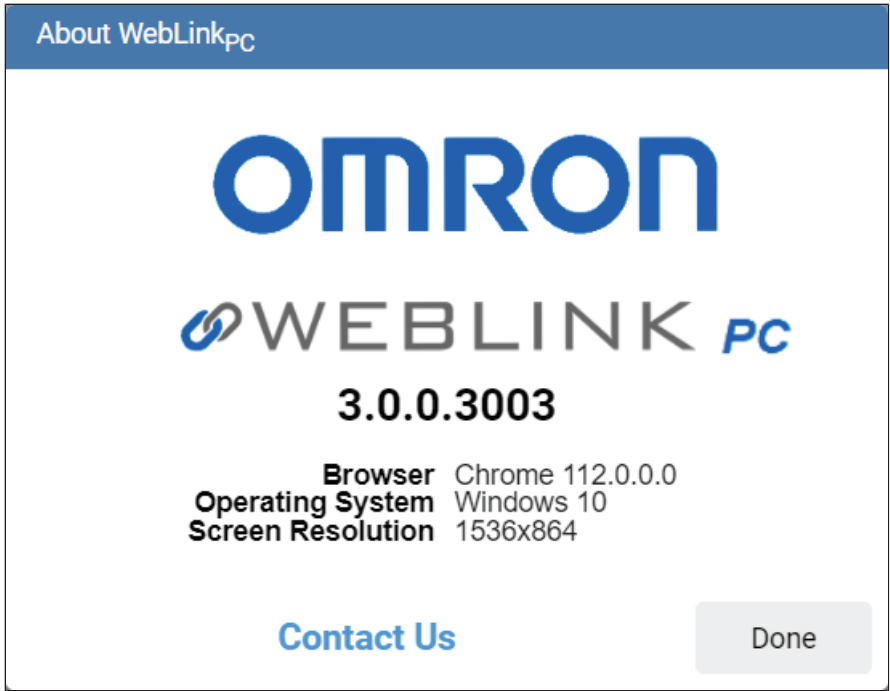 About WebLinkPC
OMRON
WEBLINK PC
3.0.0.3003
Browser Chrome 112.0.0.0
Operating System Windows 10
Screen Resolution 1536x864
Contact Us Done